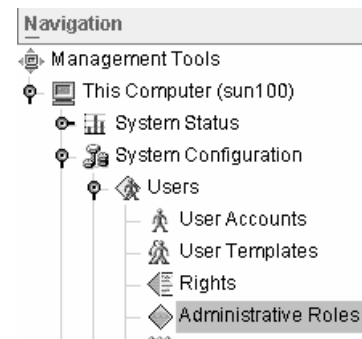 Navigation
Management Tools
This Computer (sun100)
System Status
System Configuration
Users
User Accounts
User Templates
Rights
Administrative Roles